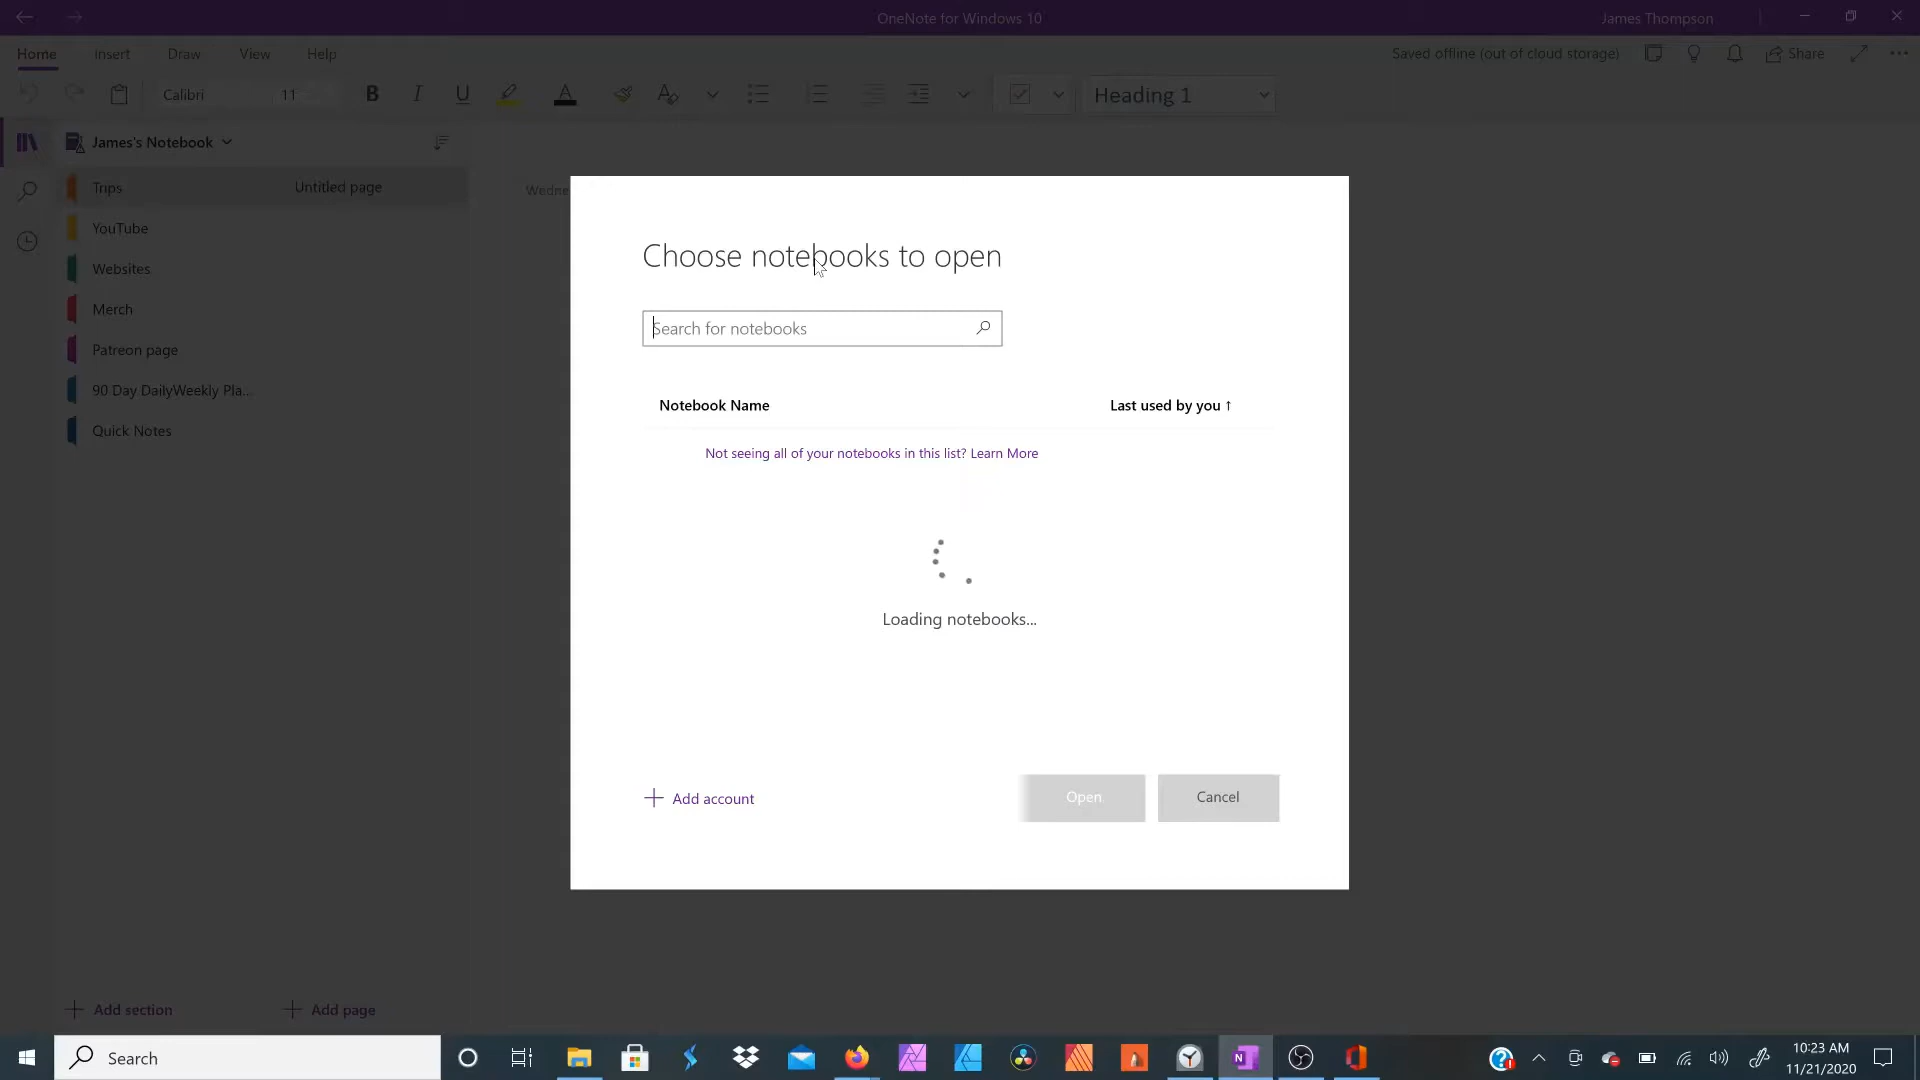 OneNote for Windows 10
James Thompson
Home Insert Draw View Help
Saved offline (out of cloud storage) Share
Calibri 11 B I U A Heading 1
James's Notebook
Trips Untitled page
YouTube
Websites
Merch
Patreon page
90 Day DailyWeekly Pla...
Quick Notes
Wedne
Choose notebooks to open
Search for notebooks
Notebook Name Last used by you ↑
Not seeing all of your notebooks in this list? Learn More
Loading notebooks...
Add account Open Cancel
Add section Add page
Search
10:23 AM
11/21/2020